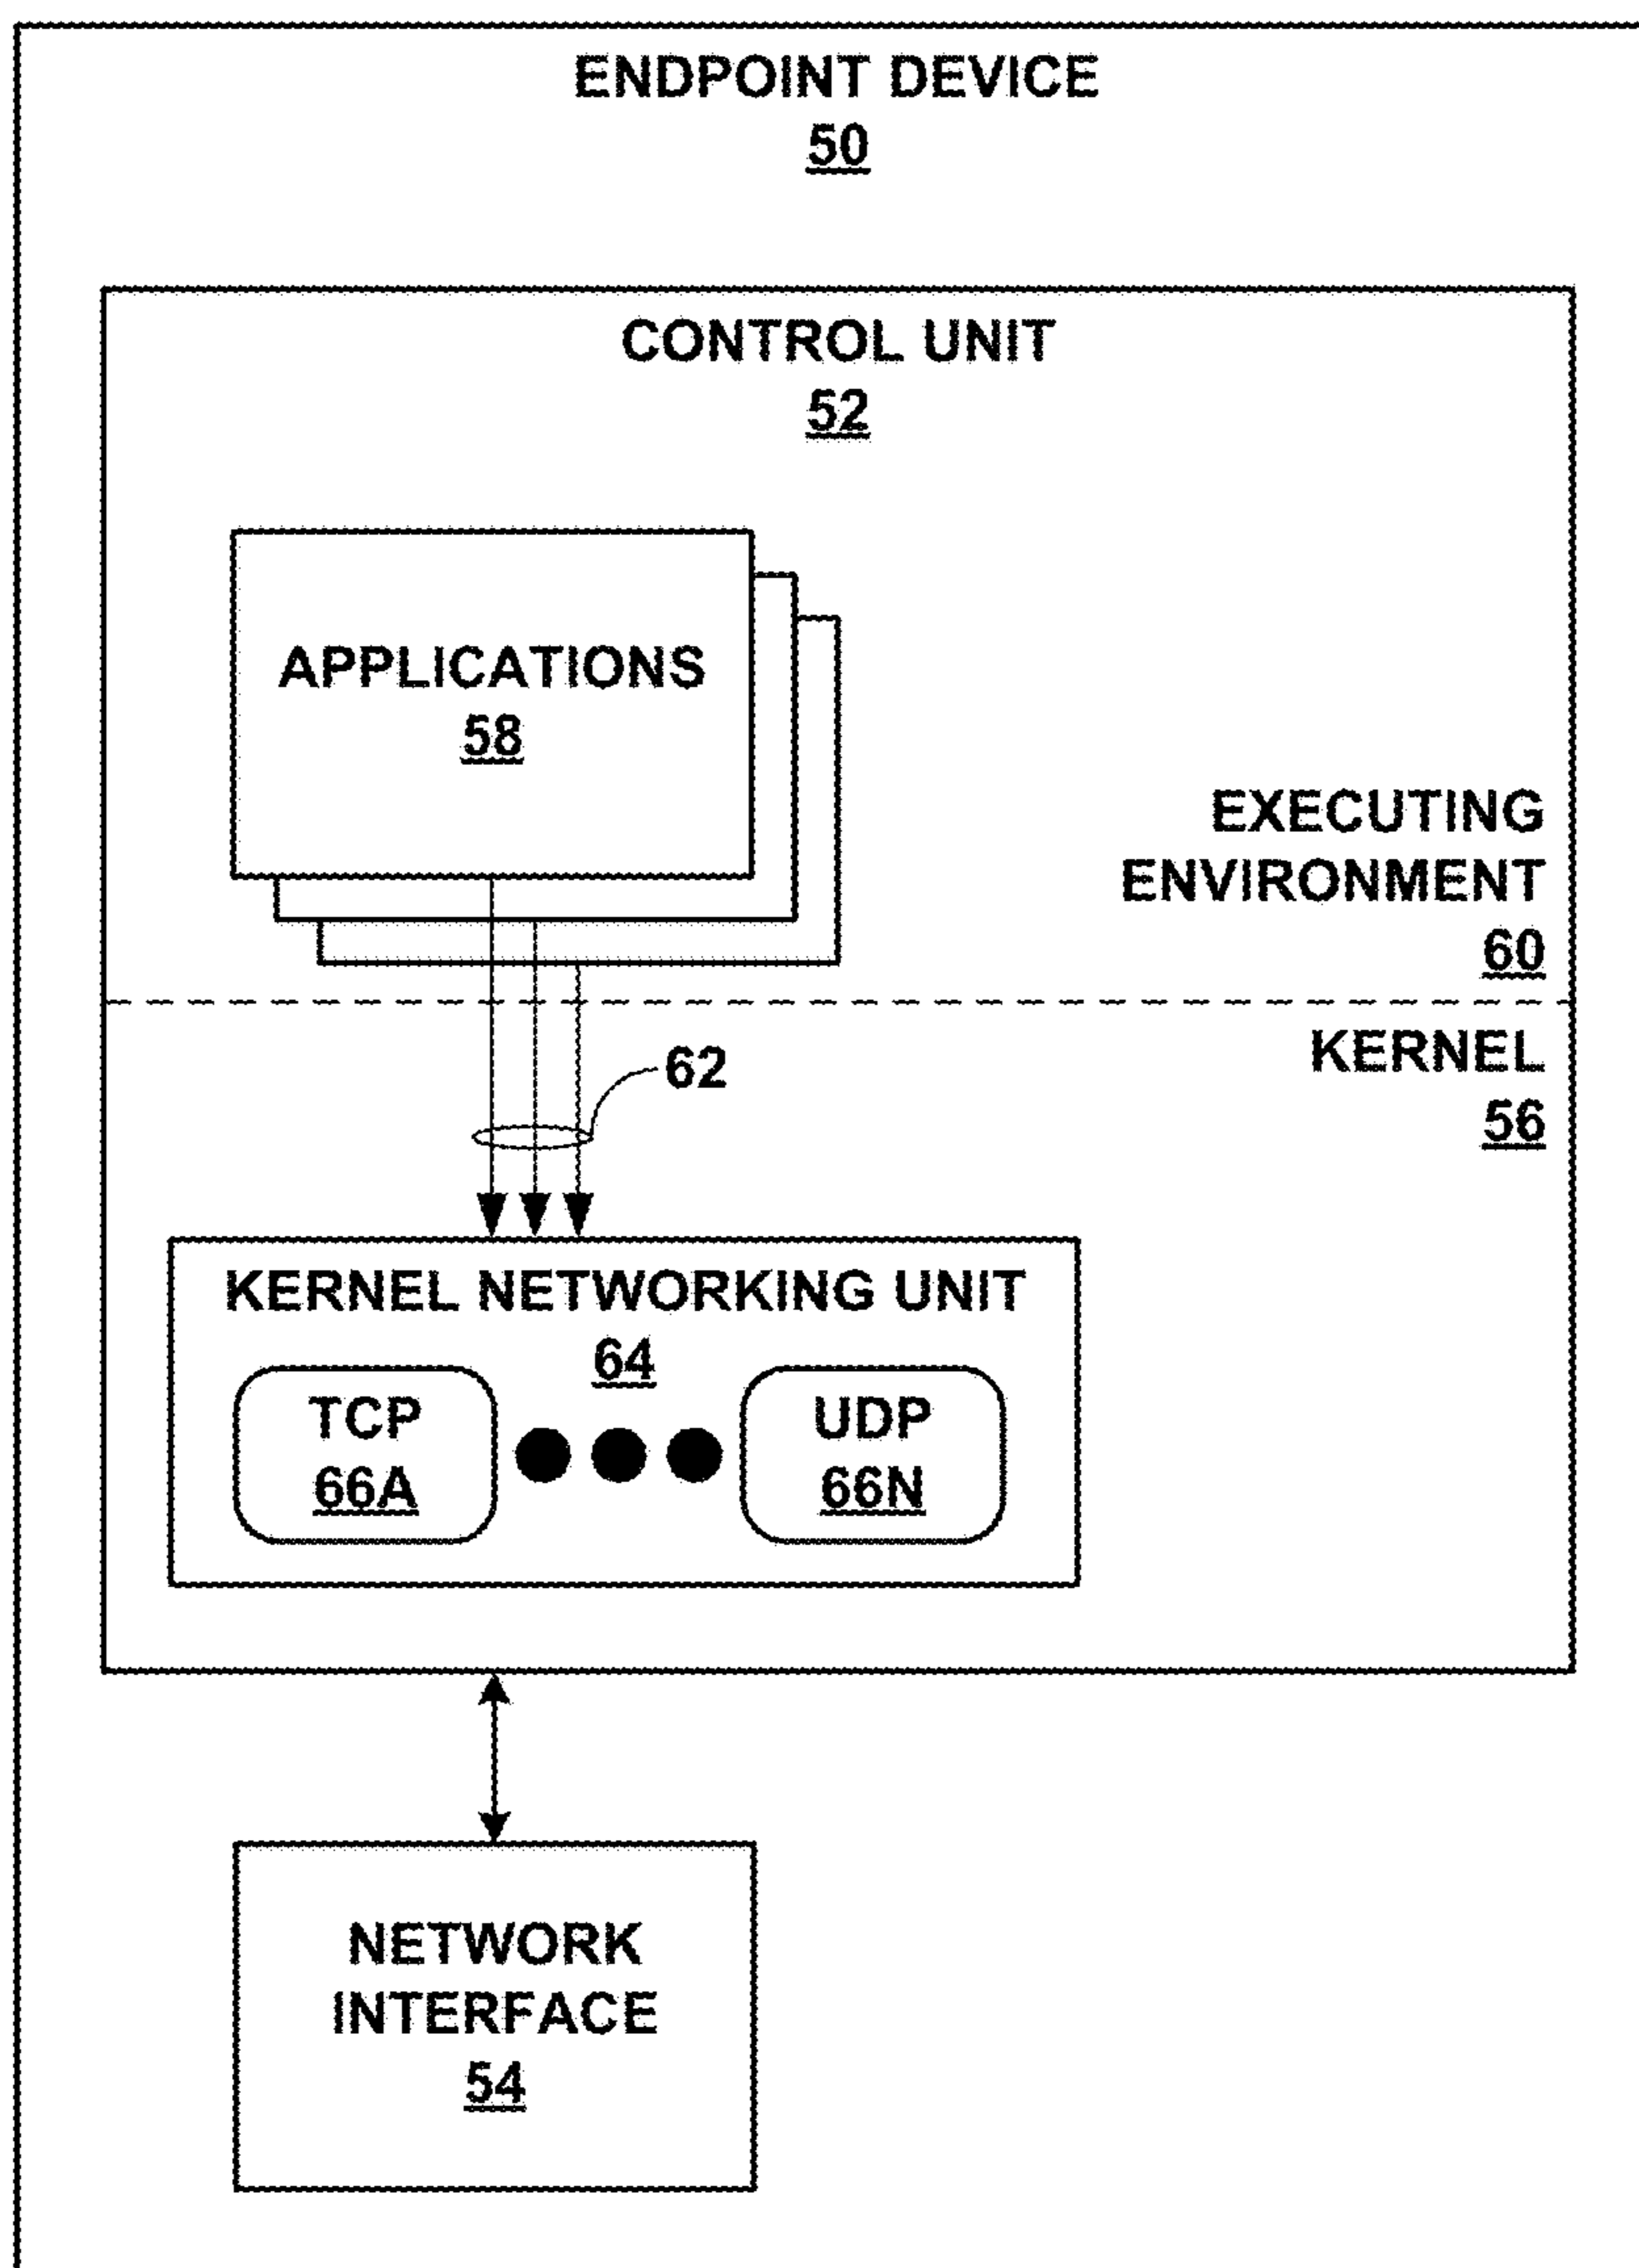 ENDPOINT DEVICE
50
CONTROL UNIT
52
APPLICATIONS
58
EXECUTING
ENVIRONMENT
60
KERNEL
56
62
KERNEL NETWORKING UNIT
64
TCP
66A
UDP
66N
NETWORK
INTERFACE
54